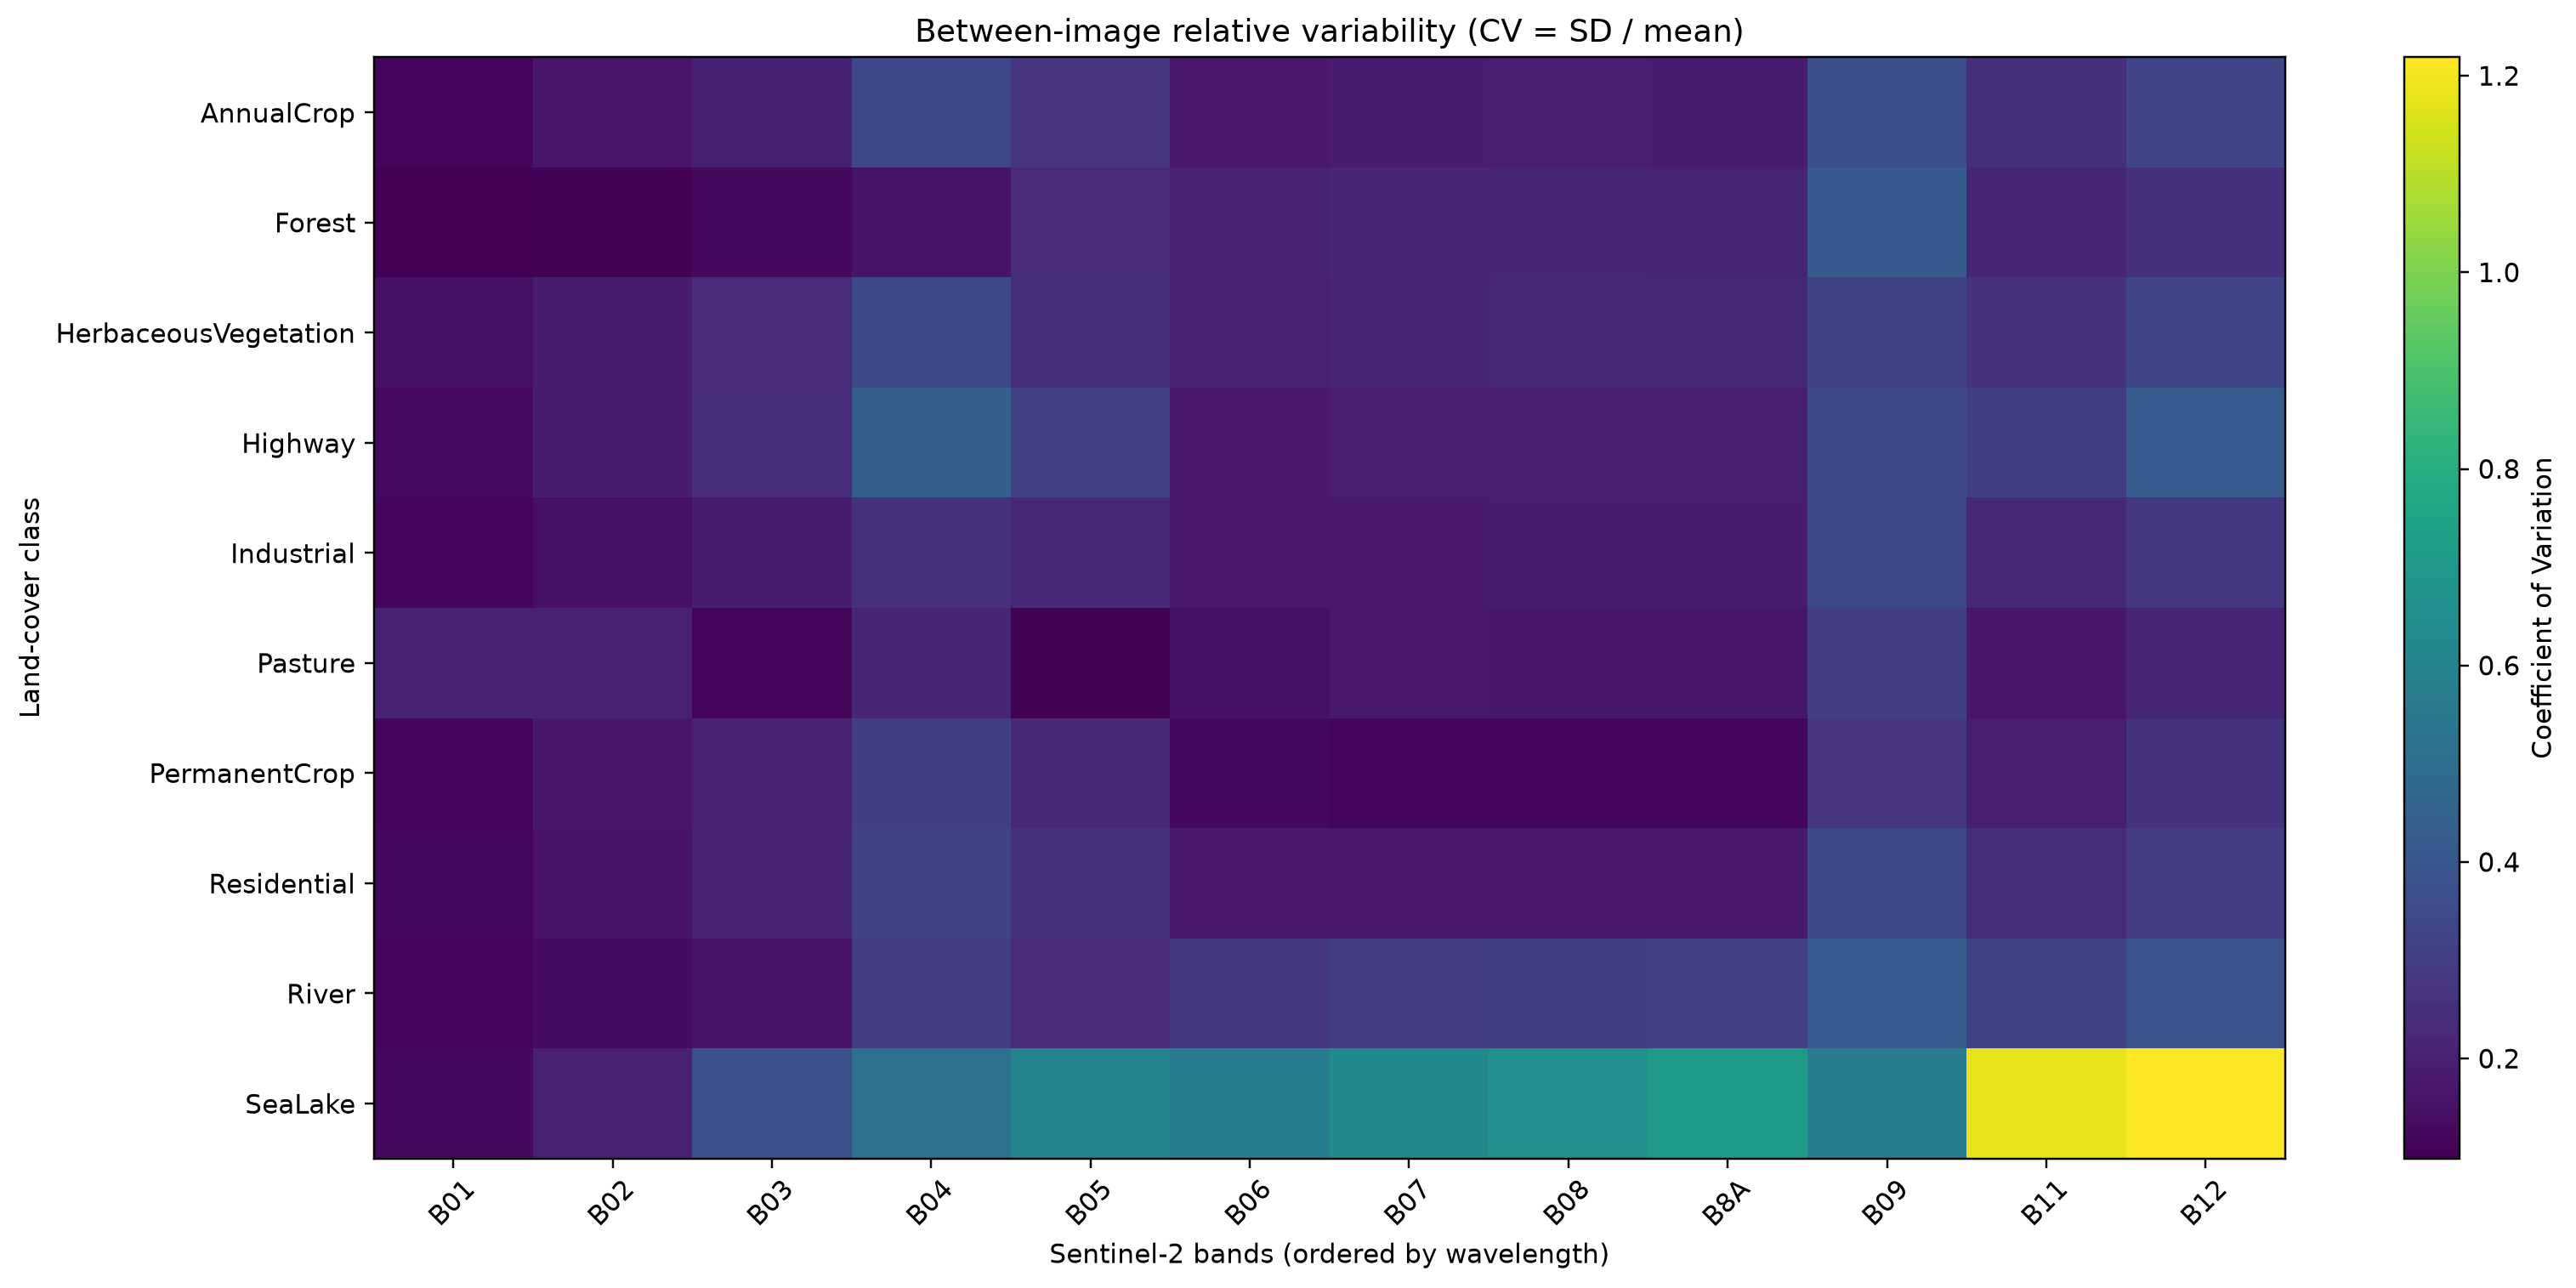 Between-image relative variability (CV = SD / mean)
Land-cover class
AnnualCrop
Forest
HerbaceousVegetation
Highway
Industrial
Pasture
PermanentCrop
Residential
River
SeaLake
B01
B02
B03
B04
B05
B06
B07
B08
B8A
B09
B11
B12
Sentinel-2 bands (ordered by wavelength)
1.2
1.0
0.8
0.6
0.4
0.2
Coefficient of Variation